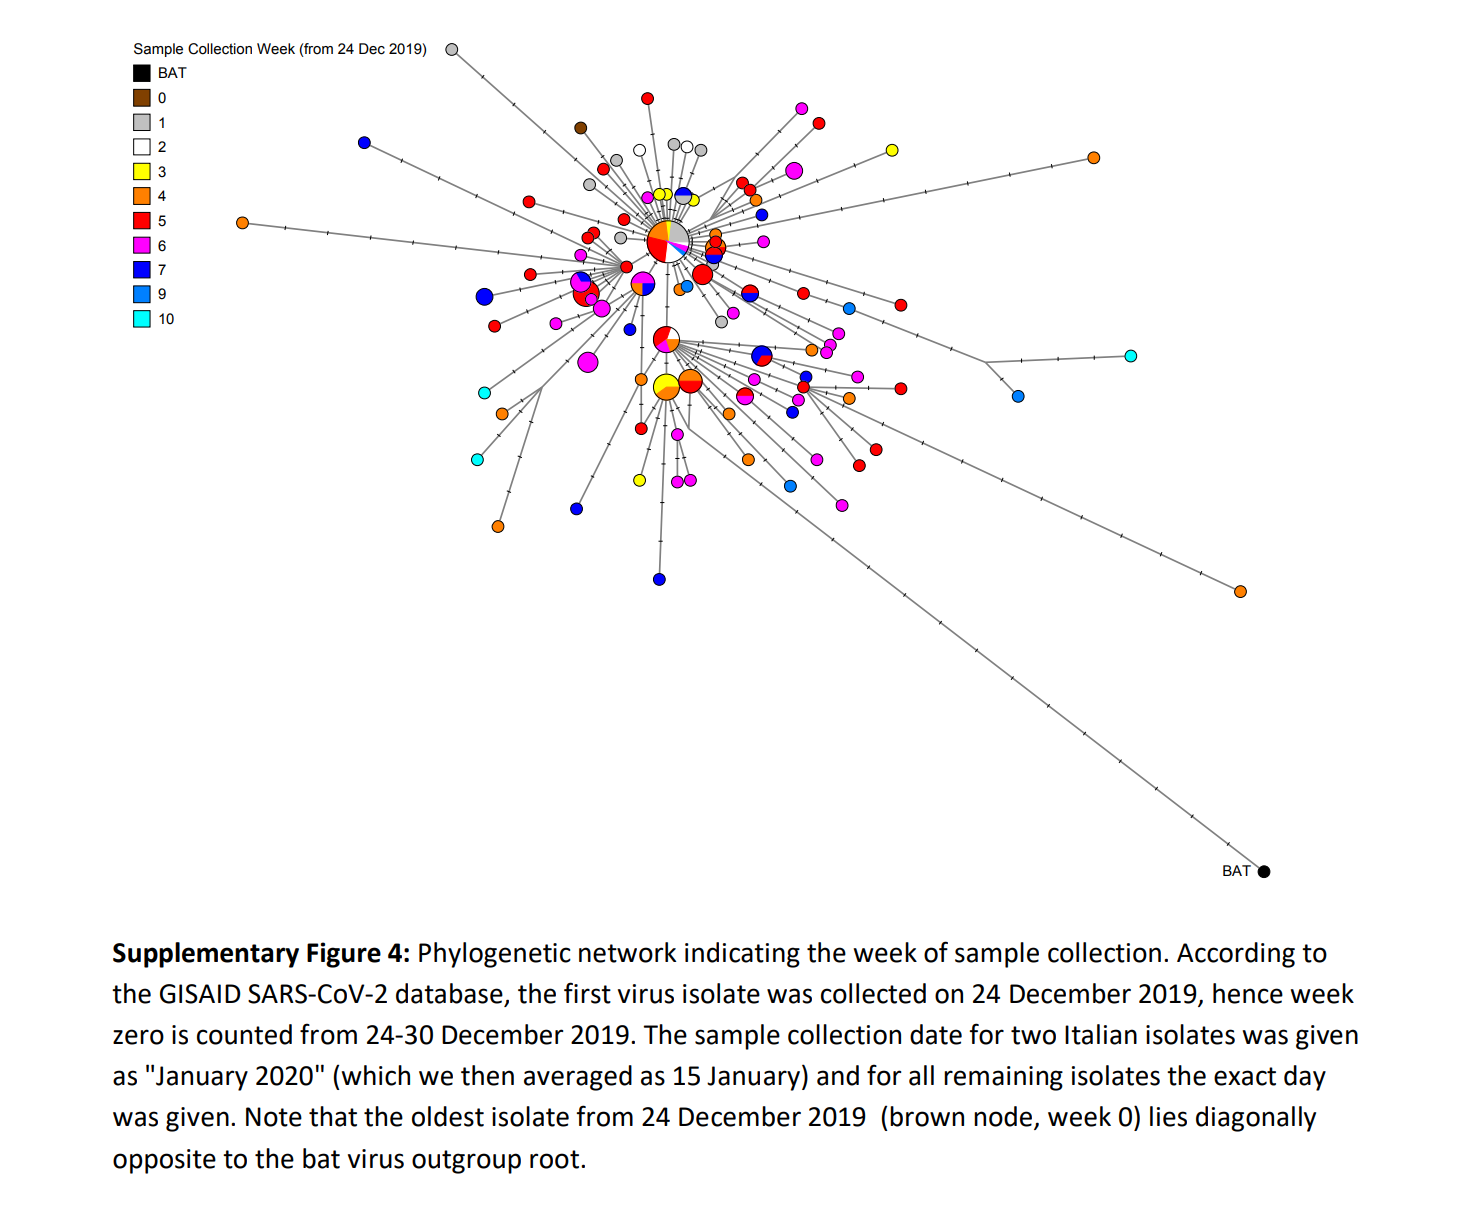 Sample Collection Week (from 24 Dec 2019)
BAT
0
1
2
3
4
5
6
7
9
10
BAT
Supplementary Figure 4: Phylogenetic network indicating the week of sample collection. According to
the GISAID SARS-CoV-2 database, the first virus isolate was collected on 24 December 2019, hence week
zero is counted from 24-30 December 2019. The sample collection date for two Italian isolates was given
as "January 2020" (which we then averaged as 15 January) and for all remaining isolates the exact day
was given. Note that the oldest isolate from 24 December 2019  (brown node, week 0) lies diagonally
opposite to the bat virus outgroup root.